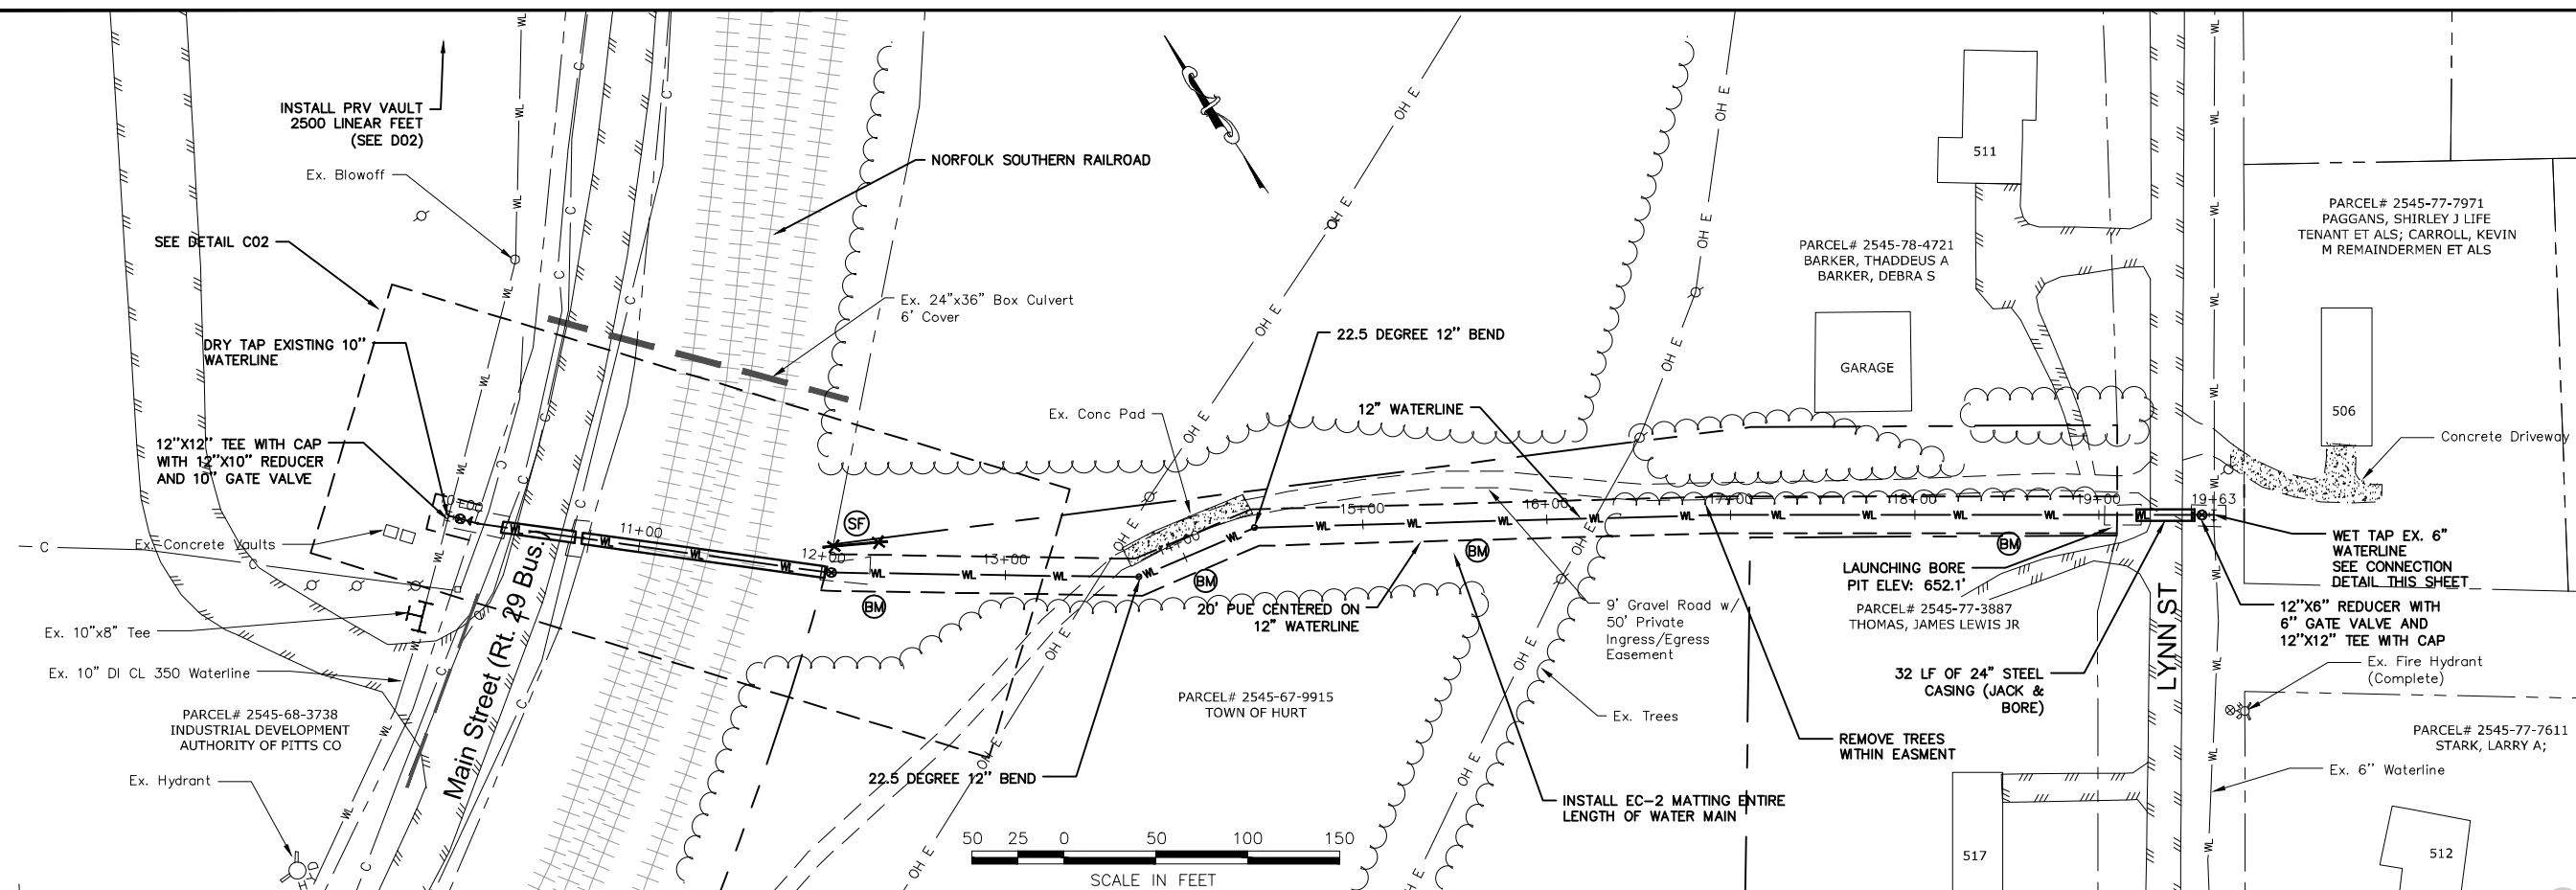 INSTALL PRV VAULT
2500 LINEAR FEET
(SEE D02)
Ex. Blowoff
SEE DETAIL C02
DRY TAP EXISTING 10"
WATERLINE
12"X12" TEE WITH CAP
WITH 12"X10" REDUCER
AND 10" GATE VALVE
Ex. Concrete Vaults
Ex. 10"x8" Tee
Ex. 10" DI CL 350 Waterline
PARCEL# 2545-68-3738
INDUSTRIAL DEVELOPMENT
AUTHORITY OF PITTS CO
Ex. Hydrant
Main Street (Rt. 29 Bus.)
NORFOLK SOUTHERN RAILROAD
Ex. 24"x36" Box Culvert
6' Cover
Ex. Conc Pad
22.5 DEGREE 12" BEND
12" WATERLINE
11+00
12+00
13+00
14+00
15+00
16+00
17+00
18+00
19+00
19+63
SF
BM
BM
BM
BM
20' PUE CENTERED ON
12" WATERLINE
PARCEL# 2545-67-9915
TOWN OF HURT
22.5 DEGREE 12" BEND
9' Gravel Road w/
50' Private
Ingress/Egress
Easement
Ex. Trees
INSTALL EC-2 MATTING ENTIRE
LENGTH OF WATER MAIN
REMOVE TREES
WITHIN EASMENT
50 25 0 50 100 150
SCALE IN FEET
511
PARCEL# 2545-78-4721
BARKER, THADDEUS A
BARKER, DEBRA S
GARAGE
LAUNCHING BORE
PIT ELEV: 652.1'
PARCEL# 2545-77-3887
THOMAS, JAMES LEWIS JR
32 LF OF 24" STEEL
CASING (JACK &
BORE)
517
LYNN ST
PARCEL# 2545-77-7971
PAGGANS, SHIRLEY J LIFE
TENANT ET ALS; CARROLL, KEVIN
M REMAINDERMEN ET ALS
506
Concrete Driveway
WET TAP EX. 6"
WATERLINE
SEE CONNECTION
DETAIL THIS SHEET
12"X6" REDUCER WITH
6" GATE VALVE AND
12"X12" TEE WITH CAP
Ex. Fire Hydrant
(Complete)
PARCEL# 2545-77-7611
STARK, LARRY A;
Ex. 6" Waterline
512